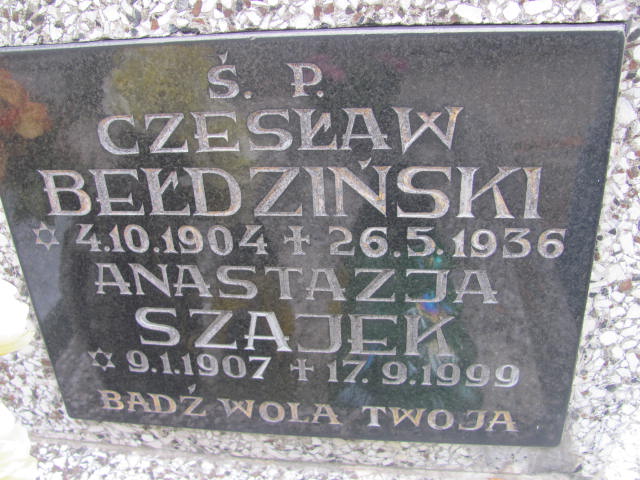 Ś. P.
CZESŁAW
BEŁDZIŃSKI
✡ 4.10.1904 ✝ 26.5.1936
ANASTAZJA
SZAJEK
✡ 9.1.1907 ✝ 17.9.1999
BĄDŹ WOLA TWOJA